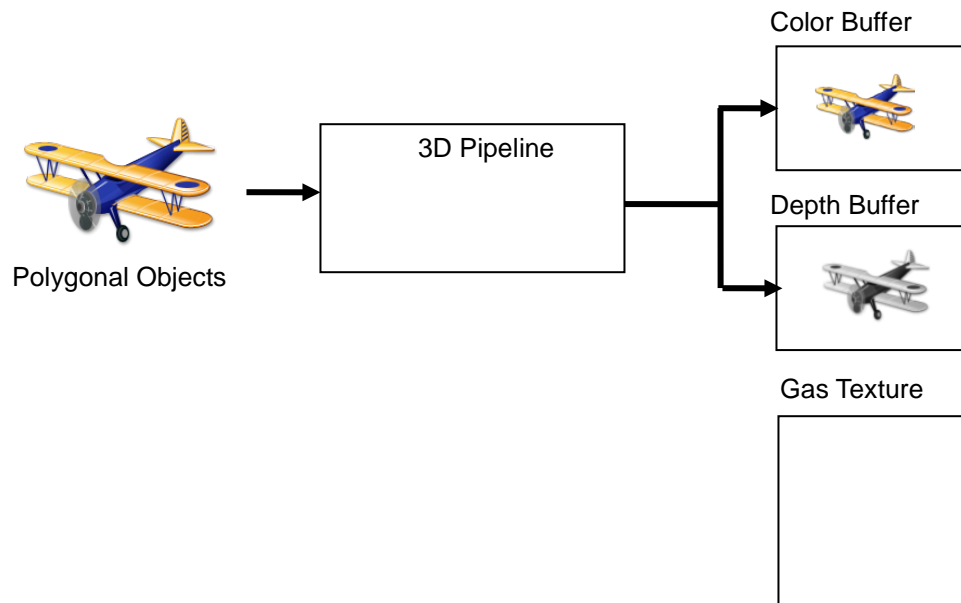 Color Buffer
3D Pipeline
Depth Buffer
Polygonal Objects
Gas Texture